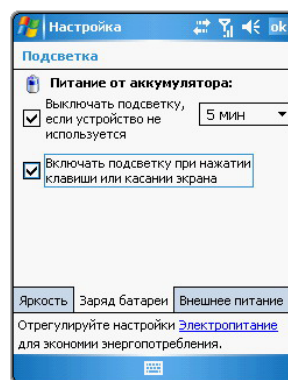 Настройка
ok
Подсветка
Питание от аккумулятора:
Выключать подсветку,
если устройство не
используется
5 мин
Включать подсветку при нажатии
клавиши или касании экрана
Яркость Заряд батареи Внешнее питание
Отрегулируйте настройки Электропитание
для экономии энергопотребления.